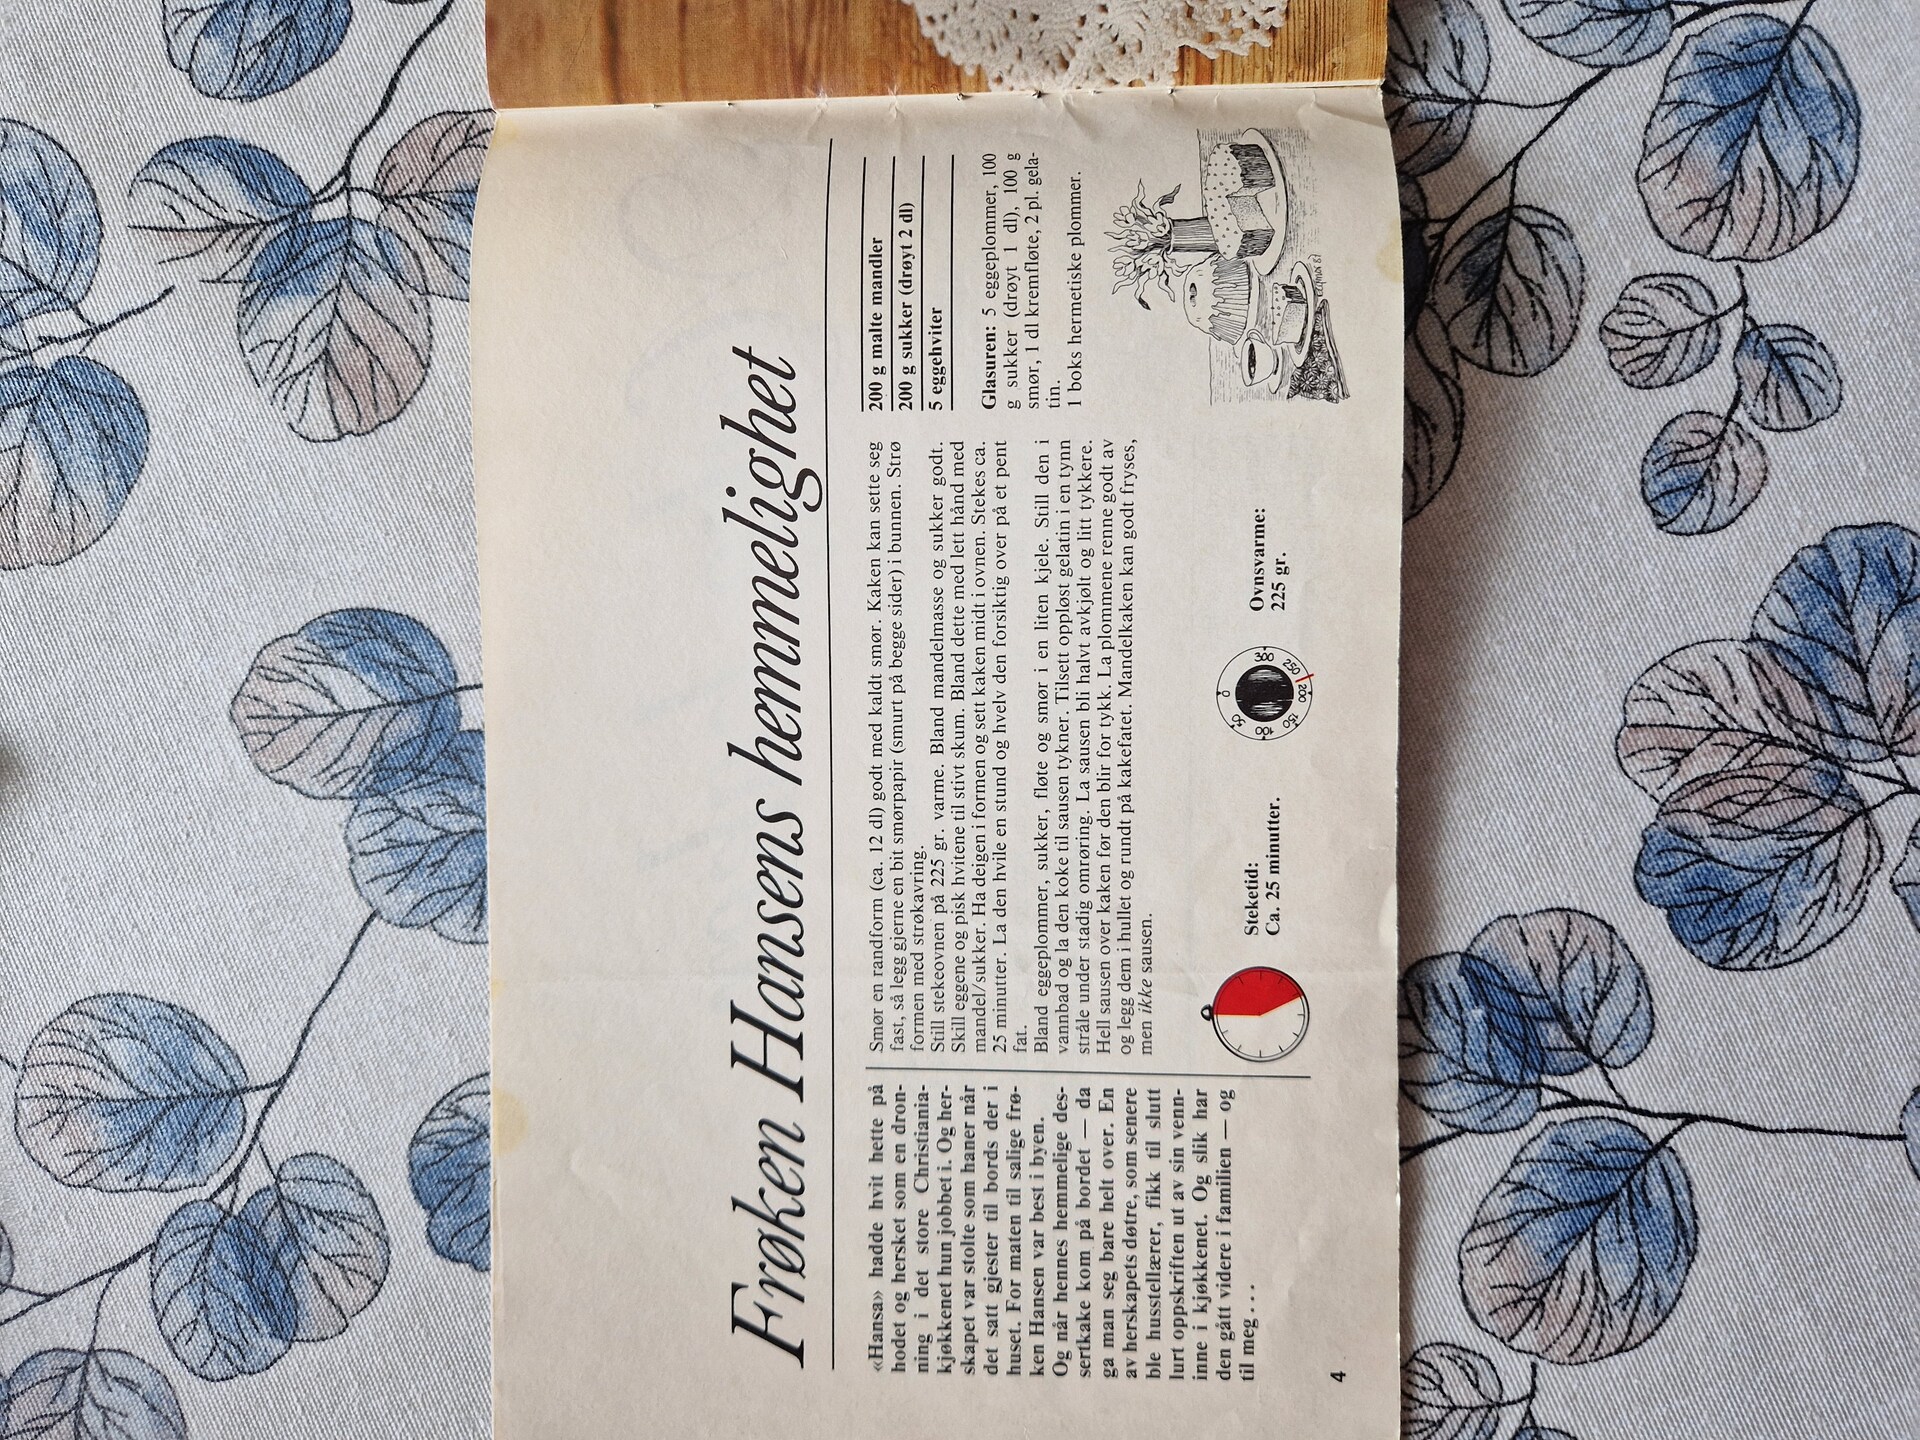 Frøken Hansens hemmelighet
«Hansa» hadde hvit hette på
hodet og hersket som en dron-
ning i det store Christiania-
kjøkkenet hun jobbet i. Og her-
skapet var stolte som haner når
det satt gjester til bords der i
huset. For maten til salige frø-
ken Hansen var best i byen.
Og når hennes hemmelige des-
sertkake kom på bordet — da
ga man seg bare helt over. En
av herskapets døtre, som senere
ble husstellærer, fikk til slutt
lurt oppskriften ut av sin venn-
inne i kjøkkenet. Og slik har
den gått videre i familien — og
til meg . . .
4
Smør en randform (ca. 12 dl) godt med kaldt smør. Kaken kan sette seg
fast, så legg gjerne en bit smørpapir (smurt på begge sider) i bunnen. Strø
formen med strøkavring.
Still stekeovnen på 225 gr. varme. Bland mandelmasse og sukker godt.
Skill eggene og pisk hvitene til stivt skum. Bland dette med lett hånd med
mandel/sukker. Ha deigen i formen og sett kaken midt i ovnen. Stekes ca.
25 minutter. La den hvile en stund og hvelv den forsiktig over på et pent
fat.
Bland eggeplommer, sukker, fløte og smør i en liten kjele. Still den i
vannbad og la den koke til sausen tykner. Tilsett oppløst gelatin i en tynn
stråle under stadig omrøring. La sausen bli halvt avkjølt og litt tykkere.
Hell sausen over kaken før den blir for tykk. La plommene renne godt av
og legg dem i hullet og rundt på kakefatet. Mandelkaken kan godt fryses,
men ikke sausen.
Steketid:
Ca. 25 minutter.
0
50
100
150
200
250
300
Ovnsvarme:
225 gr.
200 g malte mandler
200 g sukker (drøyt 2 dl)
5 eggehviter
Glasuren: 5 eggeplommer, 100
g sukker (drøyt 1 dl), 100 g
smør, 1 dl kremfløte, 2 pl. gela-
tin.
1 boks hermetiske plommer.